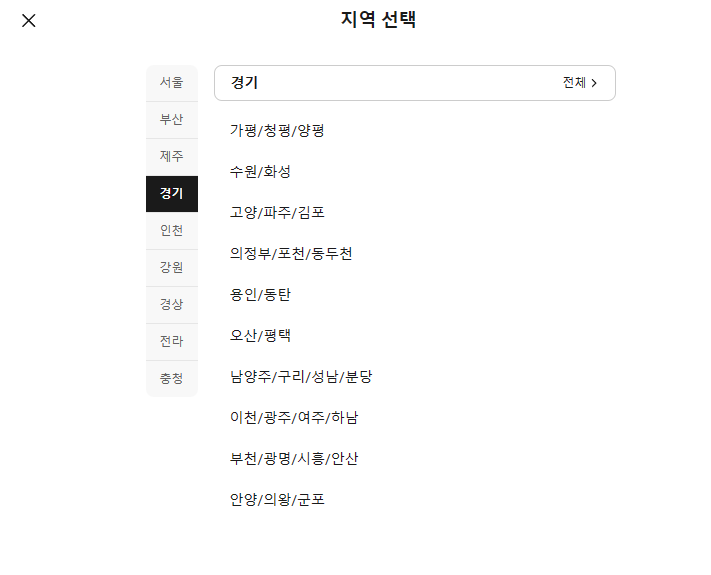 지역 선택
서울
부산
제주
경기
인천
강원
경상
전라
충청
경기 전체
가평/청평/양평
수원/화성
고양/파주/김포
의정부/포천/동두천
용인/동탄
오산/평택
남양주/구리/성남/분당
이천/광주/여주/하남
부천/광명/시흥/안산
안양/의왕/군포